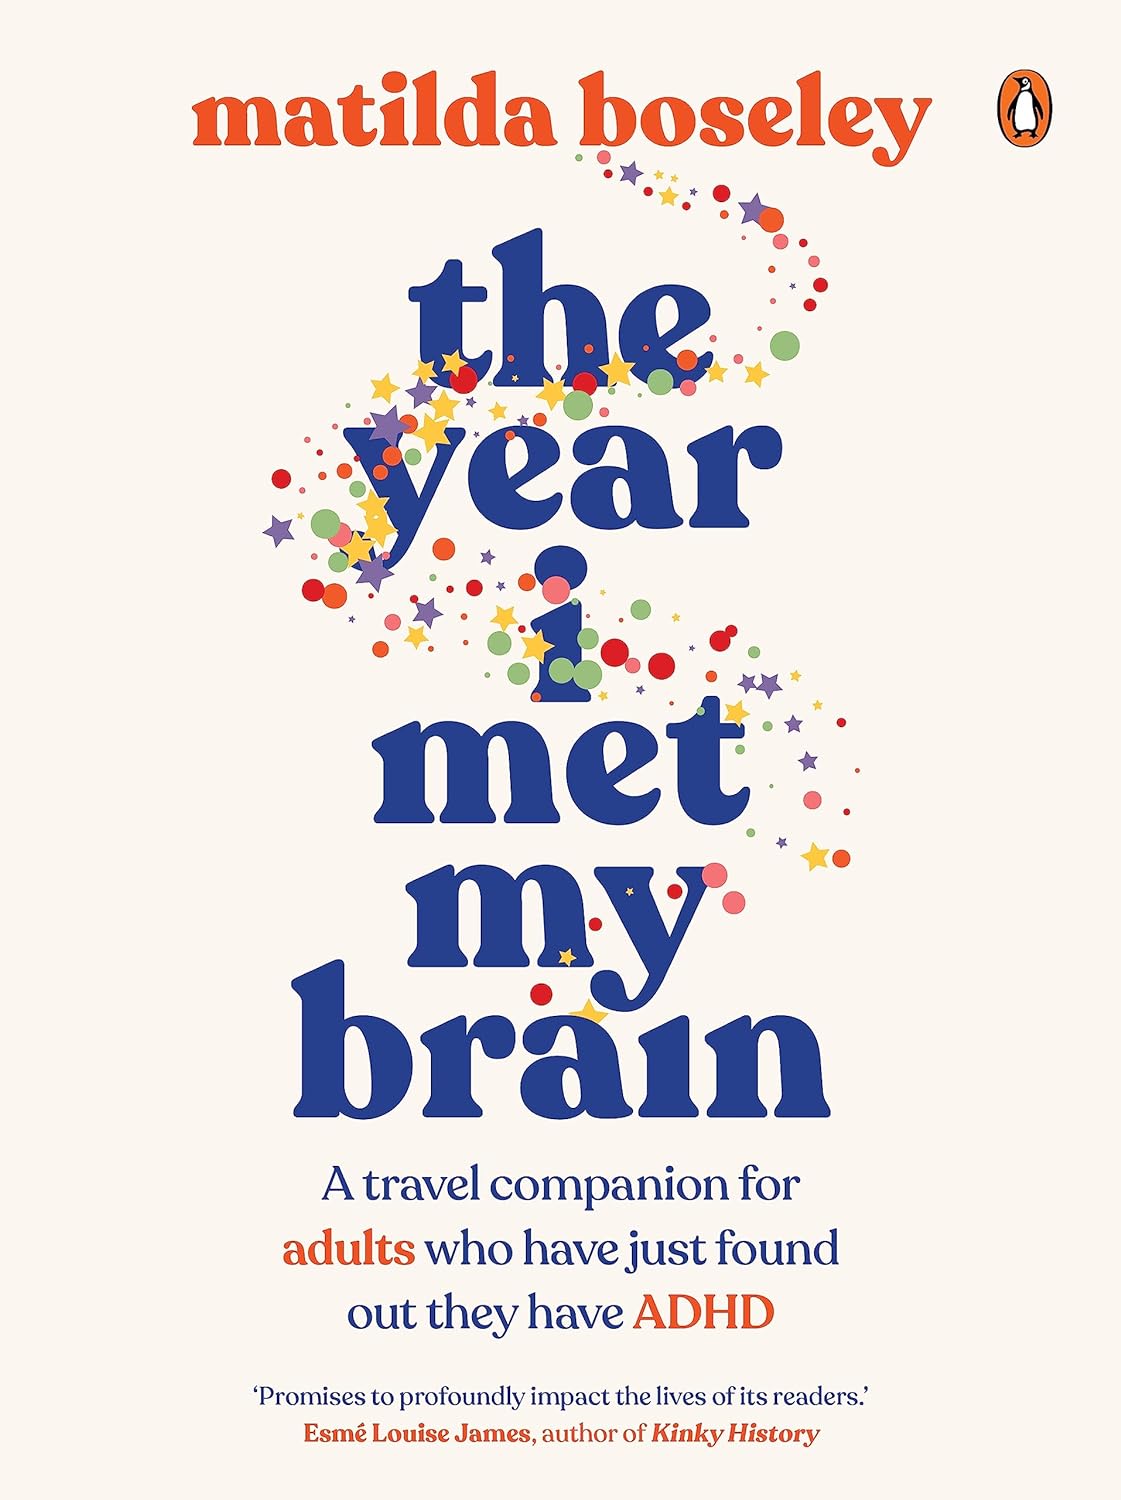 matilda boseley
the
year
i
met
my
brain
A travel companion for
adults who have just found
out they have ADHD
‘Promises to profoundly impact the lives of its readers.’
Esmé Louise James, author of Kinky History